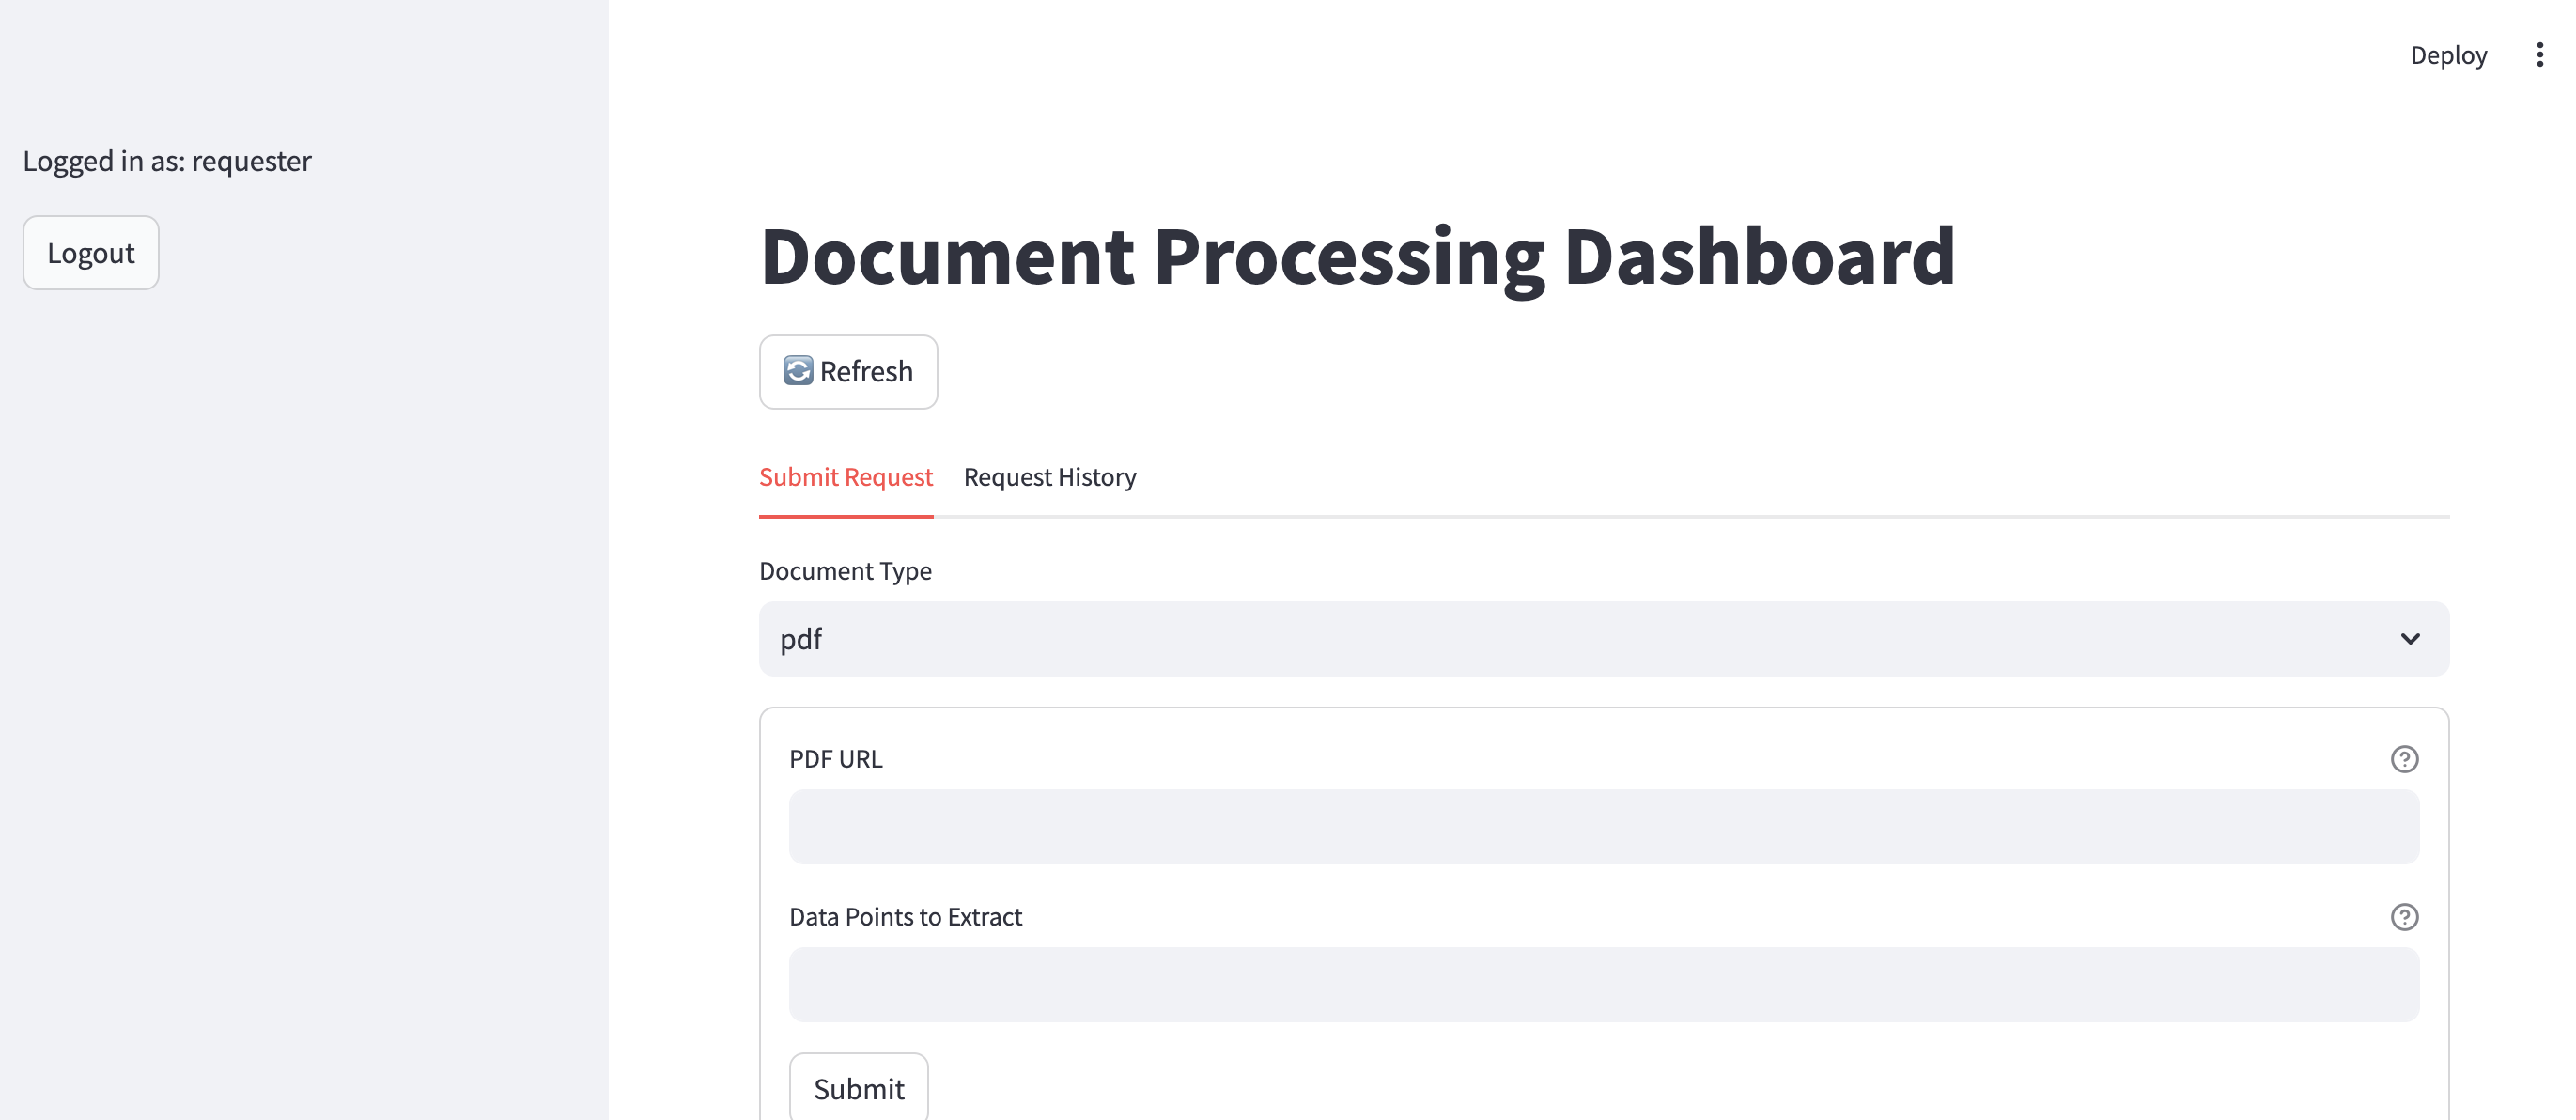 Deploy
Logged in as: requester
Logout
Document Processing Dashboard
Refresh
Submit Request
Request History
Document Type
pdf
PDF URL
Data Points to Extract
Submit